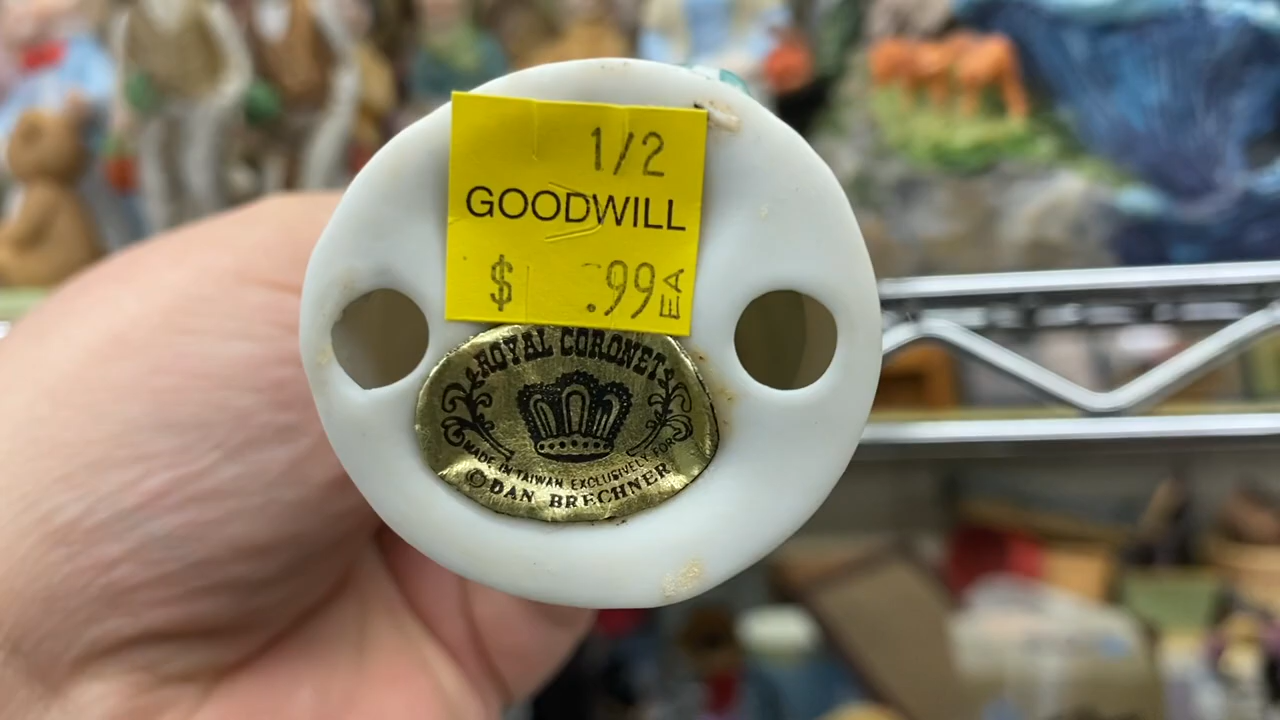 1/2
GOODWILL
$ .99 EA
ROYAL CORONET
MADE IN TAIWAN EXCLUSIVELY FOR
©DAN BRECHNER